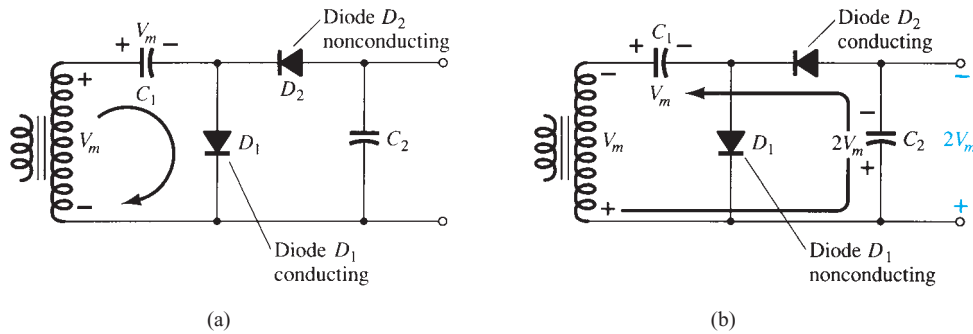 Diode D2
nonconducting
+ Vm −
C1
D2
+
Vm
−
D1
C2
Diode D1
conducting
(a)
Diode D2
conducting
C1
+ −
Vm
−
Vm
+
D1
−
2Vm
+
C2
−
2Vm
+
Diode D1
nonconducting
(b)